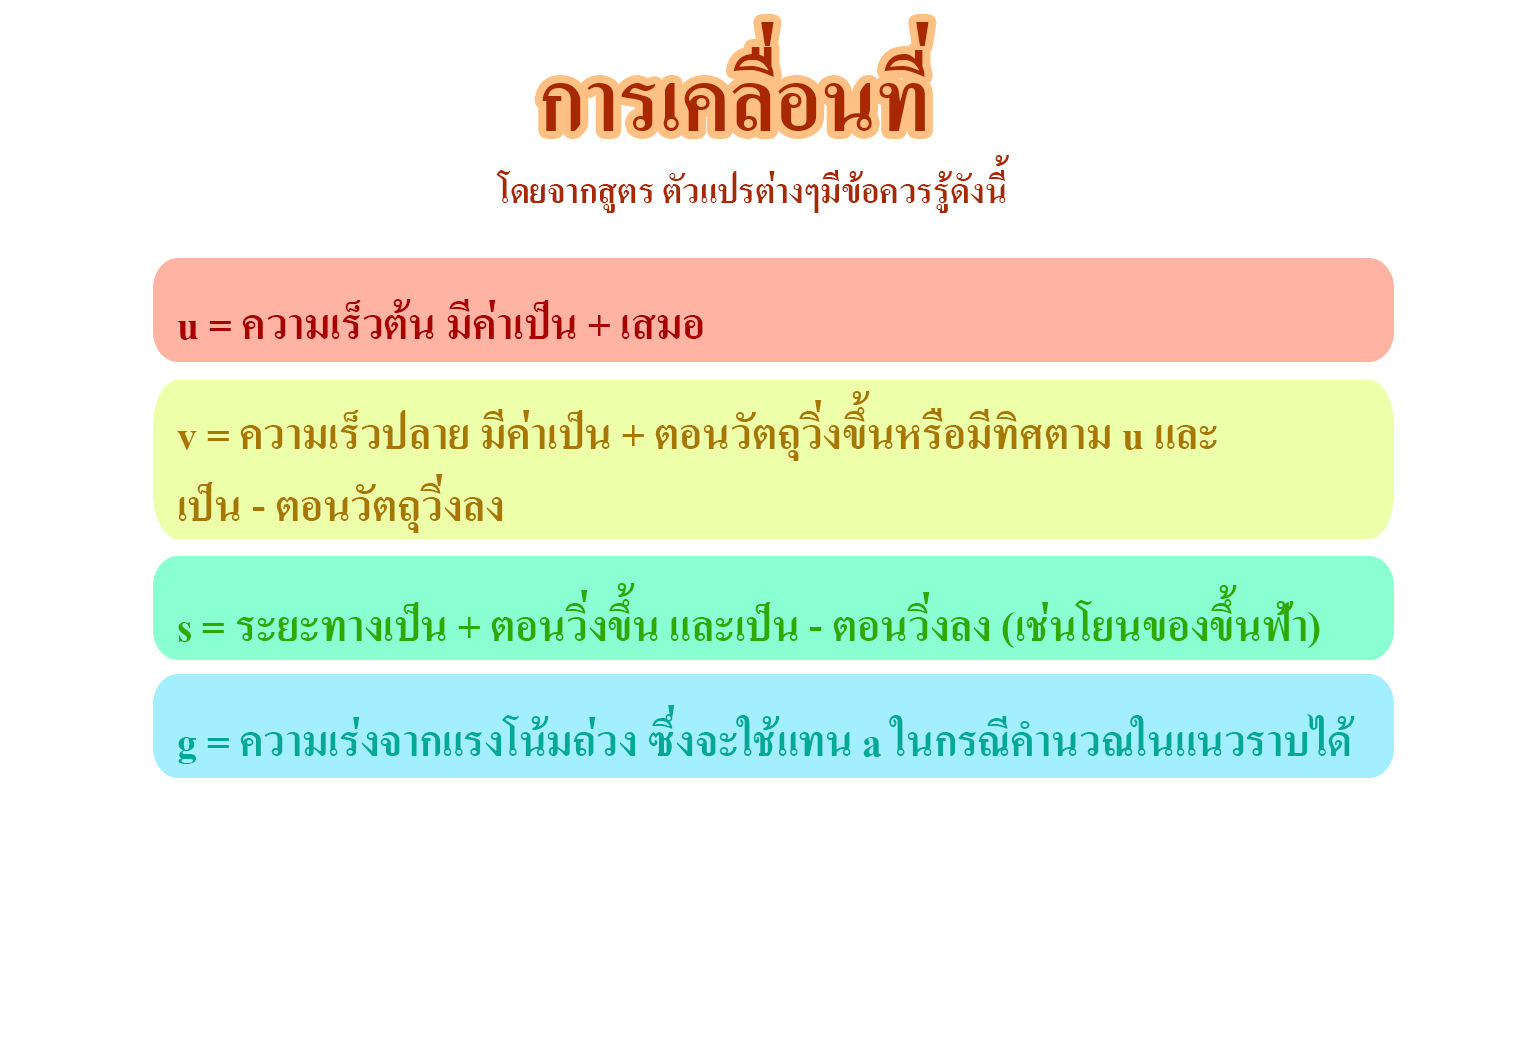 การเคลื่อนที่
โดยจากสูตร ตัวแปรต่างๆมีข้อควรรู้ดังนี้
u = ความเร็วต้น มีค่าเป็น + เสมอ
v = ความเร็วปลาย มีค่าเป็น + ตอนวัตถุวิ่งขึ้นหรือมีทิศตาม u และ
เป็น - ตอนวัตถุวิ่งลง
s = ระยะทางเป็น + ตอนวิ่งขึ้น และเป็น - ตอนวิ่งลง (เช่นโยนของขึ้นฟ้า)
g = ความเร่งจากแรงโน้มถ่วง ซึ่งจะใช้แทน a ในกรณีคำนวณในแนวราบได้